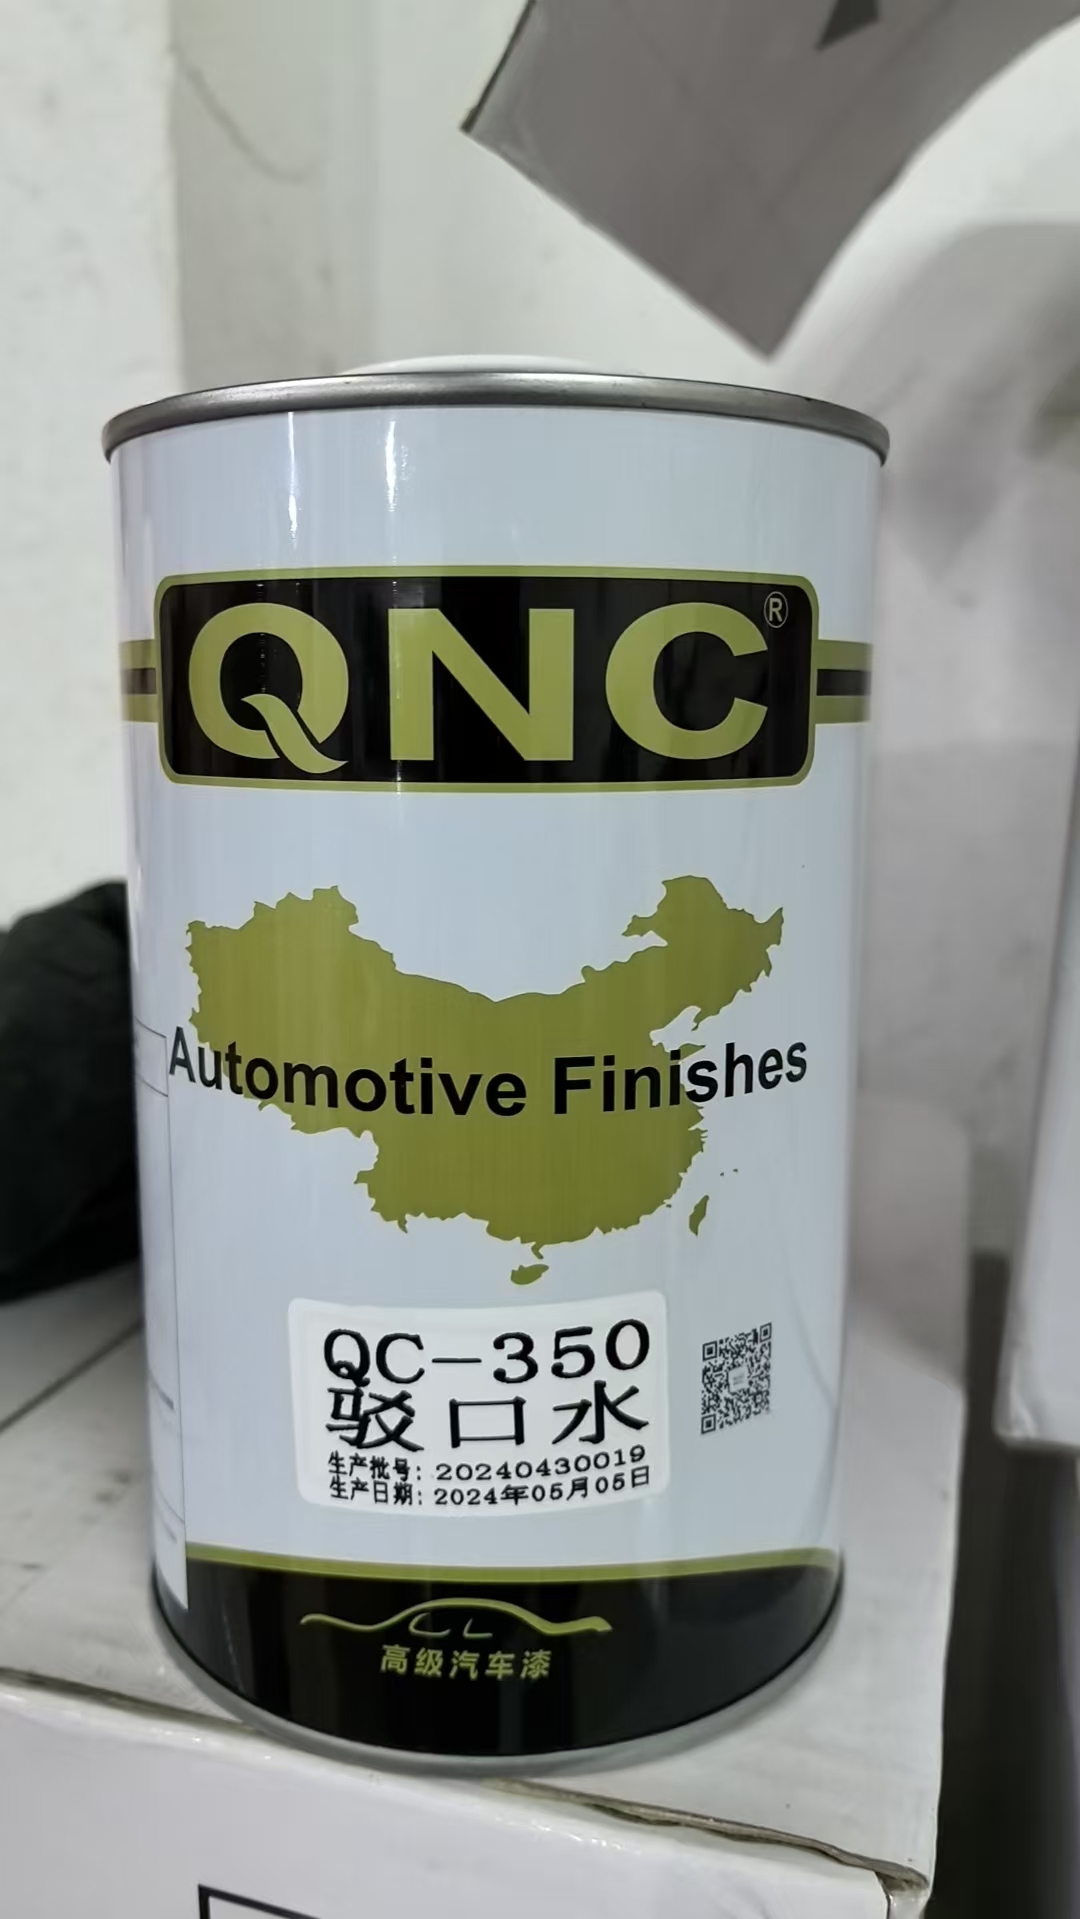 QNC®
Automotive Finishes
QC-350
驳口水
生产批号: 20240430019
生产日期: 2024年05月05日
高级汽车漆